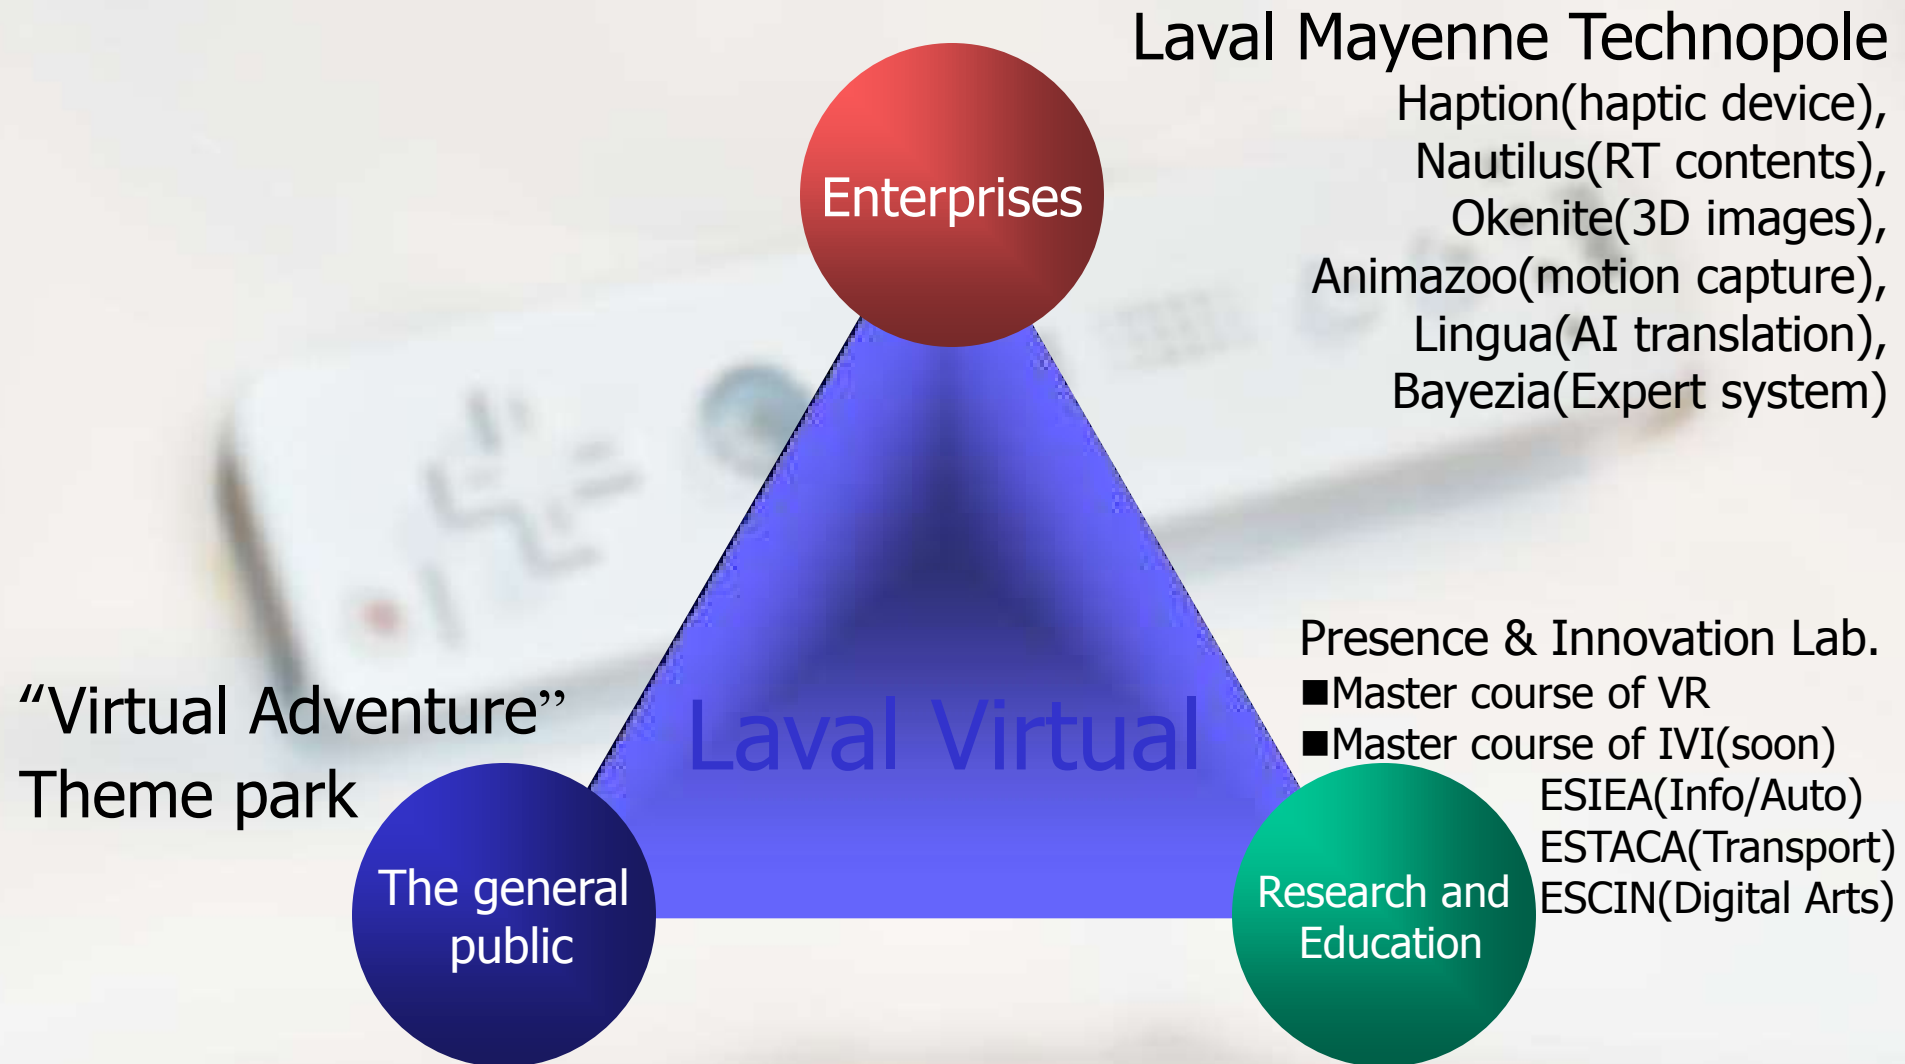 Laval Mayenne Technopole
Haption(haptic device),
Nautilus(RT contents),
Okenite(3D images),
Animazoo(motion capture),
Lingua(AI translation),
Bayezia(Expert system)
Enterprises
Laval Virtual
“Virtual Adventure”
Theme park
The general
public
Presence & Innovation Lab.
■Master course of VR
■Master course of IVI(soon)
ESIEA(Info/Auto)
ESTACA(Transport)
ESCIN(Digital Arts)
Research and
Education